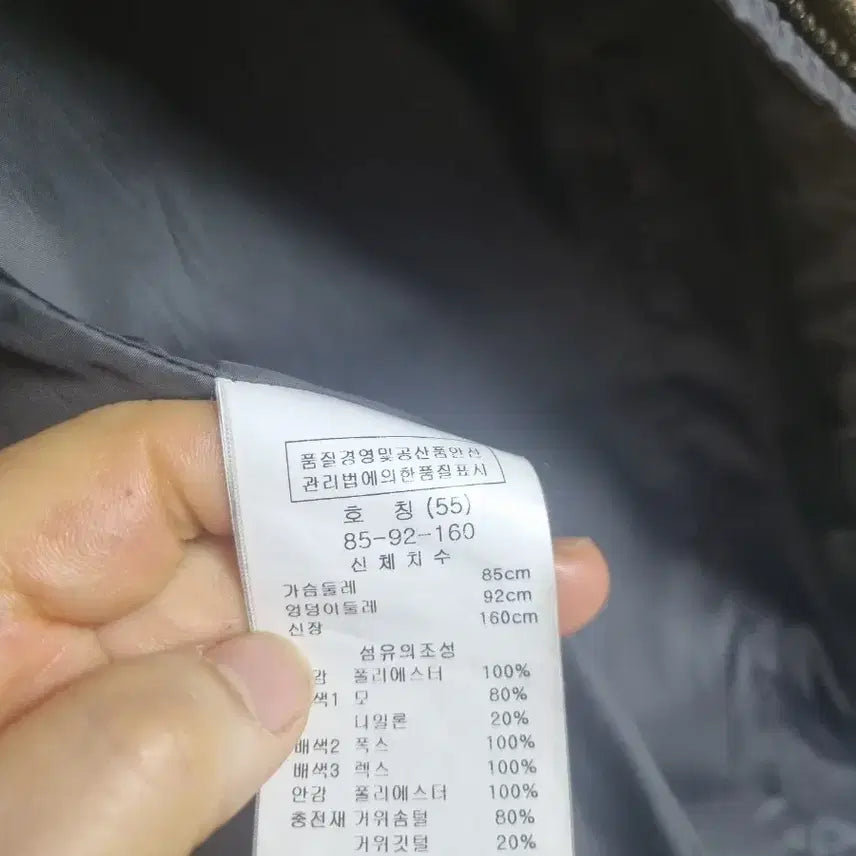 품질경영및공산품안전
관리법에의한품질표시
호 칭 (55)
85-92-160
신 체 치 수
가슴둘레 85cm
엉덩이둘레 92cm
신장 160cm
섬유의조성
감 폴리에스터 100%
색1 모 80%
나일론 20%
배색2 폭스 100%
배색3 렉스 100%
안감 폴리에스터 100%
충전재 거위솜털 80%
거위깃털 20%